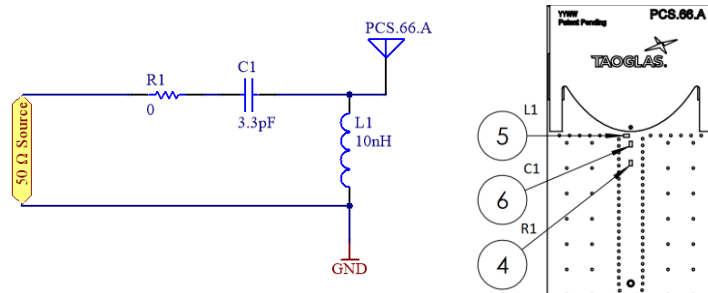 PCS.66.A
R1
0
C1
3.3pF
L1
10nH
50 Ω Source
GND
YYWW
Patent Pending
PCS.66.A
TAOGLAS.
L1
5
C1
6
R1
4